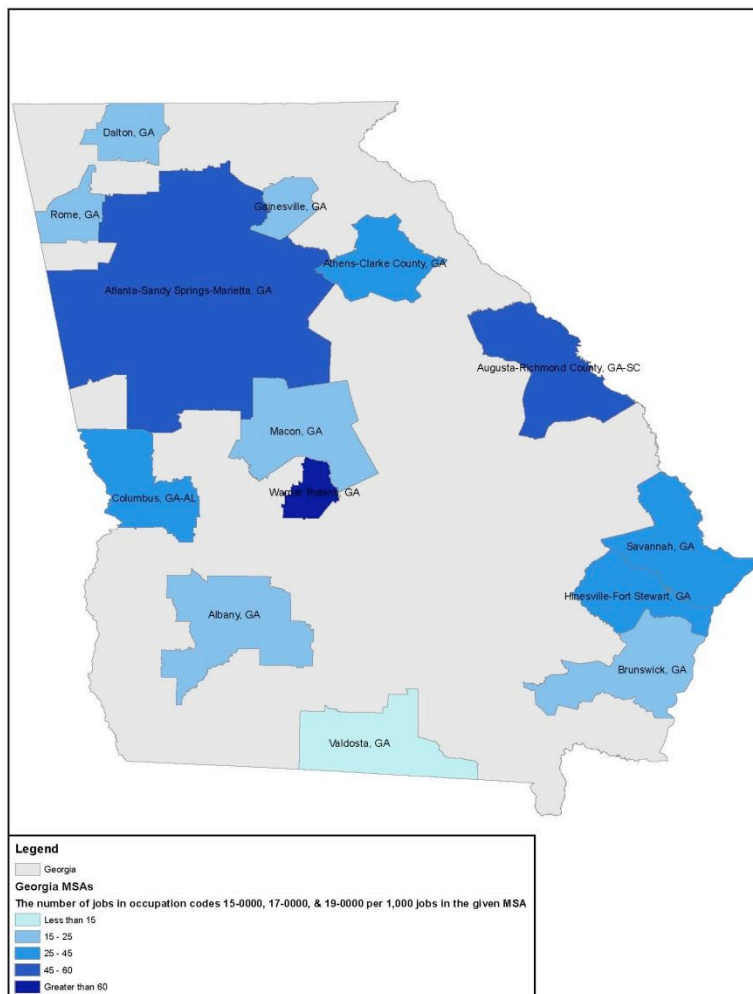 Dalton, GA
Rome, GA
Gainesville, GA
Athens-Clarke County, GA
Atlanta-Sandy Springs-Marietta, GA
Augusta-Richmond County, GA-SC
Macon, GA
Warner Robins, GA
Columbus, GA-AL
Savannah, GA
Hinesville-Fort Stewart, GA
Albany, GA
Brunswick, GA
Valdosta, GA
Legend
Georgia
Georgia MSAs
The number of jobs in occupation codes 15-0000, 17-0000, & 19-0000 per 1,000 jobs in the given MSA
Less than 15
15 - 25
25 - 45
45 - 60
Greater than 60